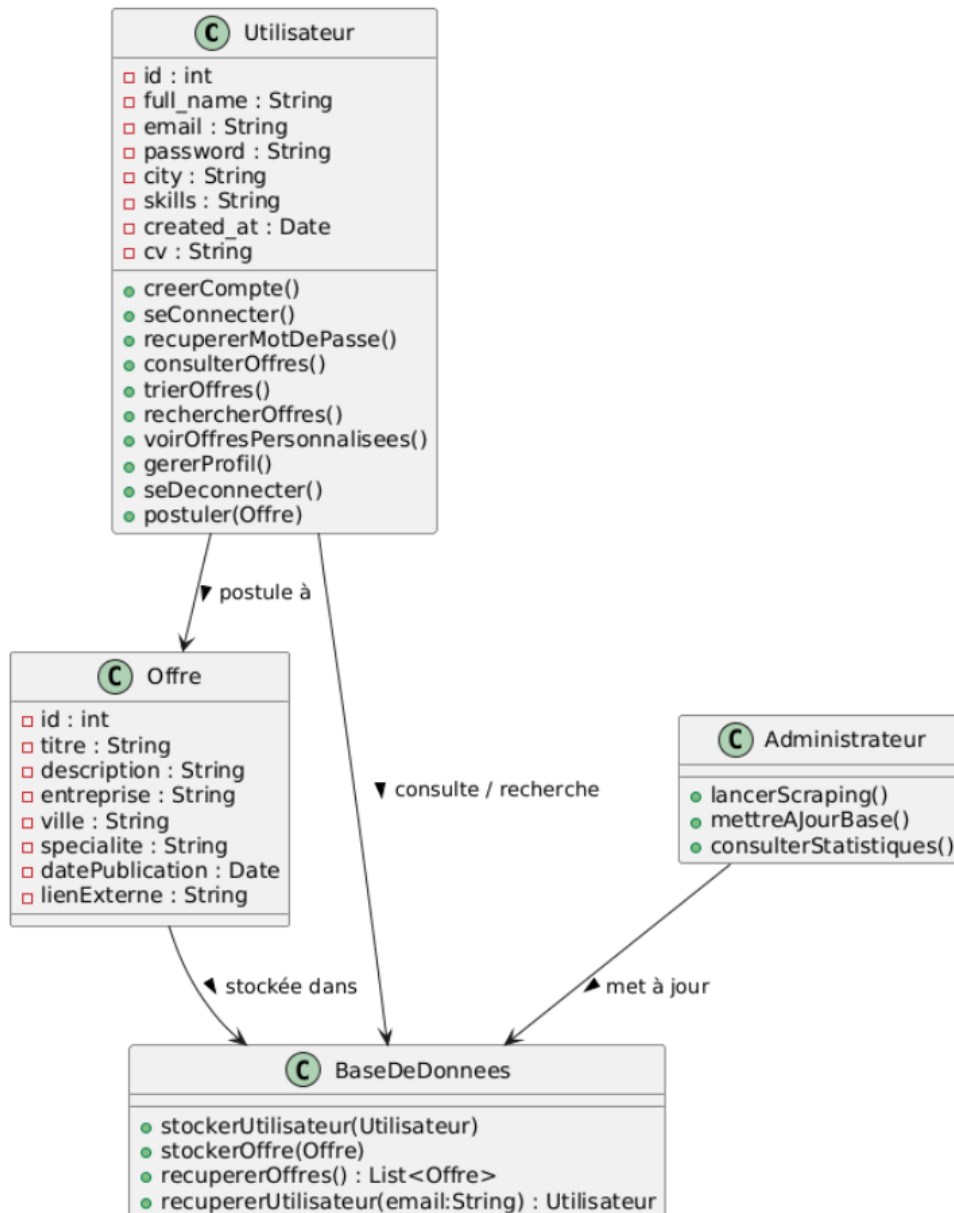 C Utilisateur
id : int
full_name : String
email : String
password : String
city : String
skills : String
created_at : Date
cv : String
creerCompte()
seConnecter()
recupererMotDePasse()
consulterOffres()
trierOffres()
rechercherOffres()
voirOffresPersonnalisees()
gererProfil()
seDeconnecter()
postuler(Offre)
postule à
C Offre
id : int
titre : String
description : String
entreprise : String
ville : String
specialite : String
datePublication : Date
lienExterne : String
consulte / recherche
C Administrateur
lancerScraping()
mettreAJourBase()
consulterStatistiques()
stockée dans
met à jour
C BaseDeDonnees
stockerUtilisateur(Utilisateur)
stockerOffre(Offre)
recupererOffres() : List<Offre>
recupererUtilisateur(email:String) : Utilisateur